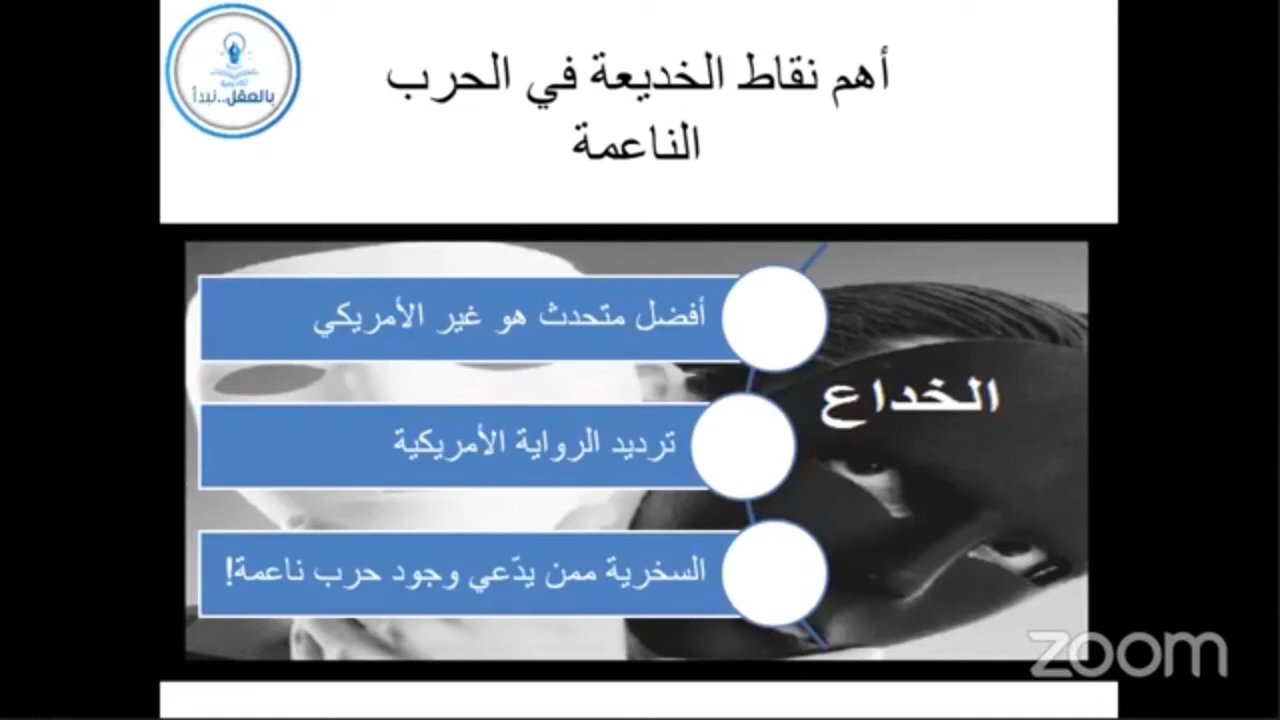 أهم نقاط الخديعة في الحرب
الناعمة
بالعقل..نبدأ
أفضل متحدث هو غير الأمريكي
الخداع
ترديد الرواية الأمريكية
السخرية ممن يدّعي وجود حرب ناعمة!
zoom